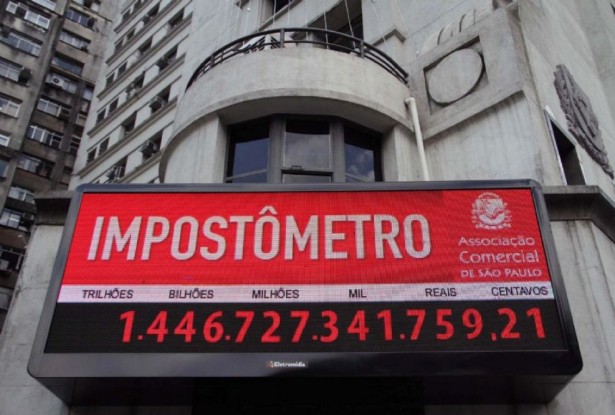 IMPOSTÔMETRO
Associação
Comercial
DE SÃO PAULO
TRILHÕES BILHÕES MILHÕES MIL REAIS CENTAVOS
1.446.727.341.759,21
Eletromidia